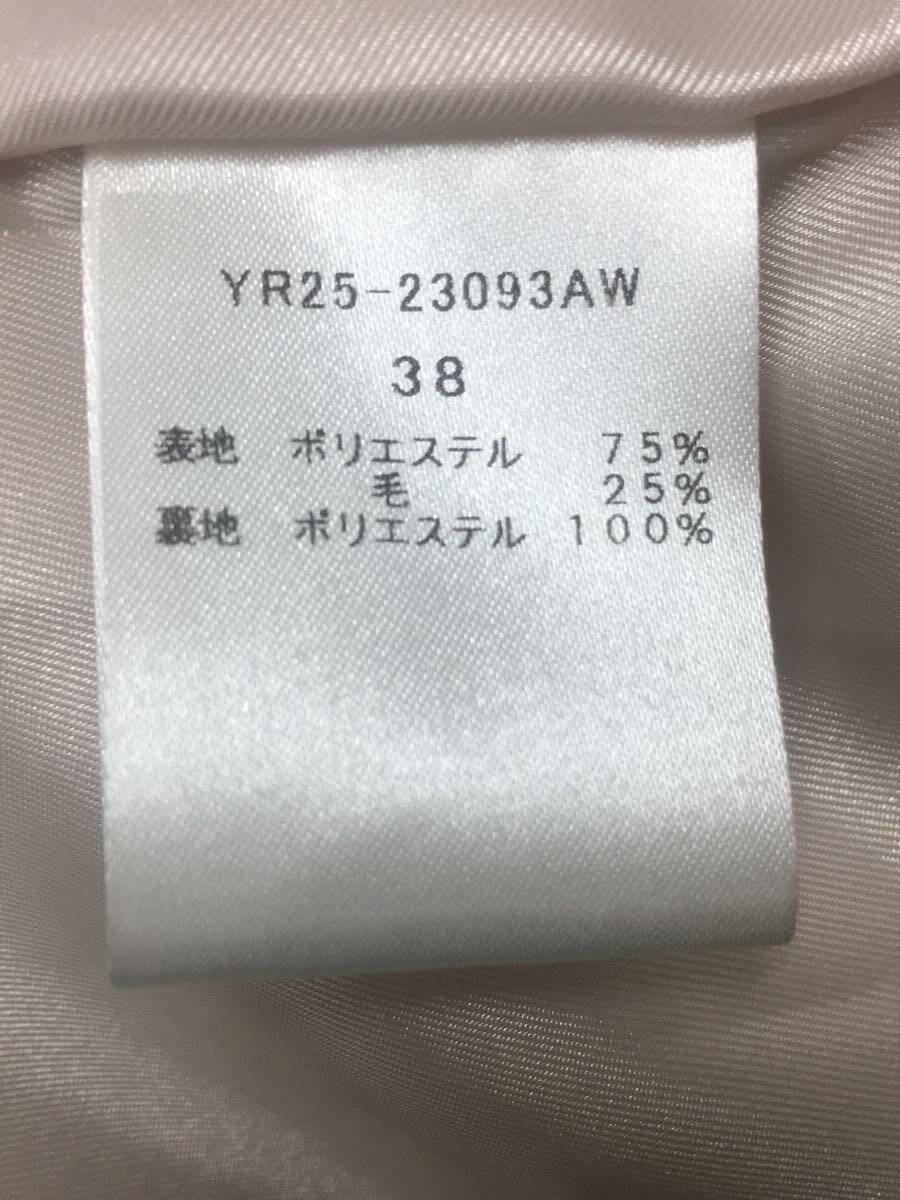 YR25-23093AW
38
表地 ポリエステル 75%
毛 25%
裏地 ポリエステル 100%